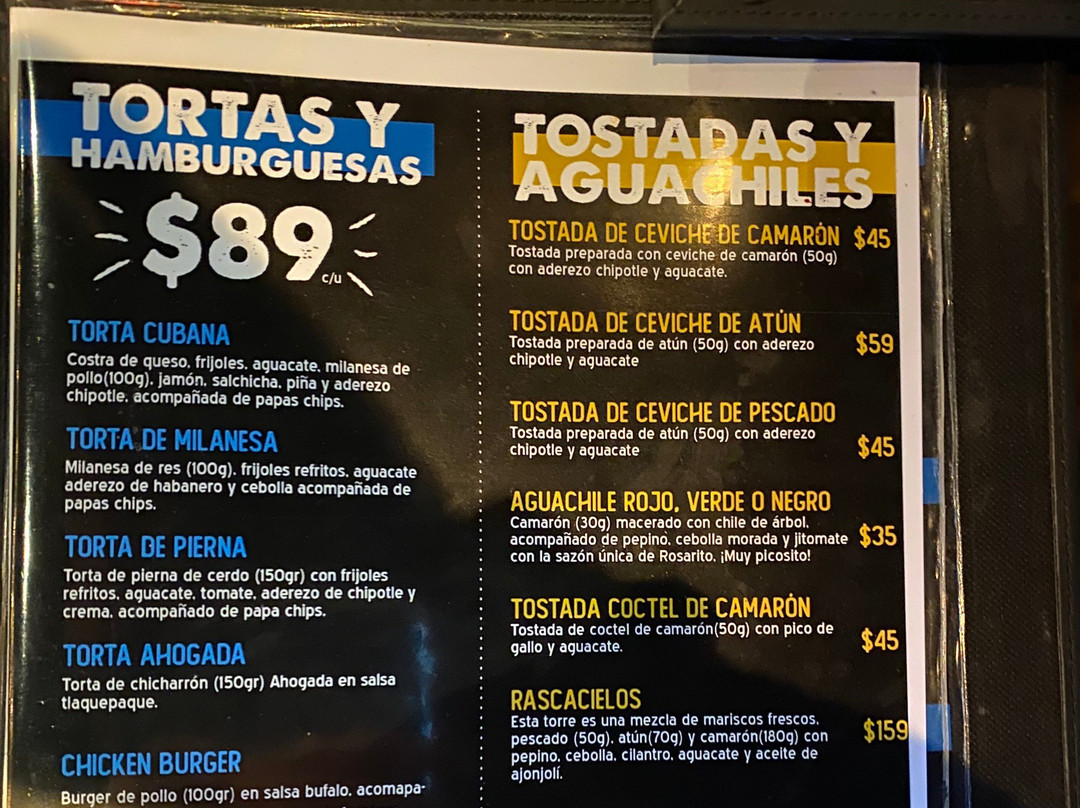 TORTAS Y
HAMBURGUESAS
$89
c/u
TORTA CUBANA
Costra de queso, frijoles, aguacate, milanesa de
pollo(100g), jamón, salchicha, piña y aderezo
chipotle, acompañada de papas chips.
TORTA DE MILANESA
Milanesa de res (100g), frijoles refritos, aguacate
aderezo de habanero y cebolla acompañada de
papas chips.
TORTA DE PIERNA
Torta de pierna de cerdo (150gr) con frijoles
refritos, aguacate, tomate, aderezo de chipotle y
crema, acompañado de papa chips.
TORTA AHOGADA
Torta de chicharrón (150gr) Ahogada en salsa
tlaquepaque.
CHICKEN BURGER
Burger de pollo (100gr) en salsa bufalo, acomapa-
TOSTADAS Y
AGUACHILES
TOSTADA DE CEVICHE DE CAMARÓN $45
Tostada preparada con ceviche de camarón (50g)
con aderezo chipotle y aguacate.
TOSTADA DE CEVICHE DE ATÚN
Tostada preparada de atún (50g) con aderezo $59
chipotle y aguacate
TOSTADA DE CEVICHE DE PESCADO
Tostada preparada de atún (50g) con aderezo
chipotle y aguacate $45
AGUACHILE ROJO, VERDE O NEGRO
Camarón (30g) macerado con chile de árbol,
acompañado de pepino, cebolla morada y jitomate $35
con la sazón única de Rosarito, ¡Muy picosito!
TOSTADA COCTEL DE CAMARÓN
Tostada de coctel de camarón(50g) con pico de
gallo y aguacate. $45
RASCACIELOS
Esta torre es una mezcla de mariscos frescos,
pescado (50g), atún(70g) y camarón(180g) con $159
pepino, cebolla, cilantro, aguacate y aceite de
ajonjolí.